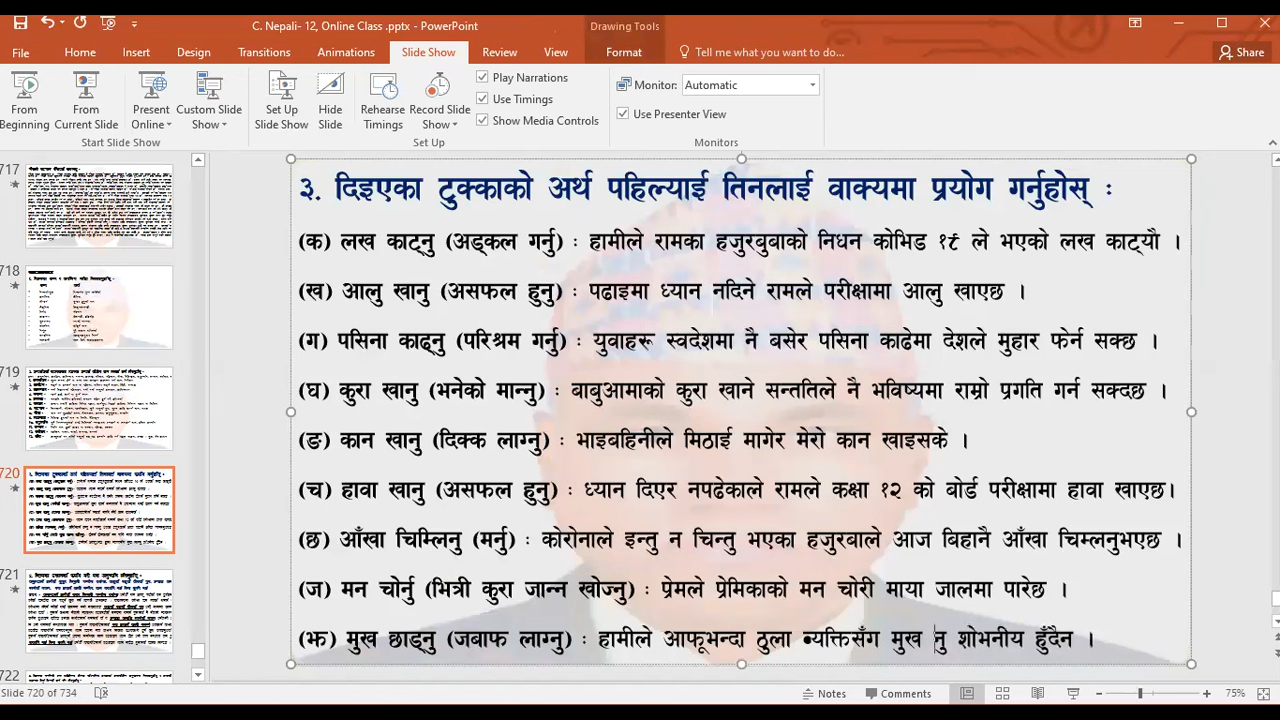 C. Nepali- 12, Online Class .pptx - PowerPoint
Drawing Tools
File Home Insert Design Transitions Animations Slide Show Review View Format Tell me what you want to do... Share
From Beginning
From Current Slide
Present Online
Custom Slide Show
Set Up Slide Show
Hide Slide
Rehearse Timings
Record Slide Show
Play Narrations
Use Timings
Show Media Controls
Monitor: Automatic
Use Presenter View
Start Slide Show Set Up Monitors
717
718
719
720
721
722
३. दिइएका टुक्काको अर्थ पहिल्याई तिनलाई वाक्यमा प्रयोग गर्नुहोस् :
(क) लख काट्नु (अड्कल गर्नु) : हामीले रामका हजुरबुबाको निधन कोभिड १९ ले भएको लख काट्यौ ।
(ख) आलु खानु (असफल हुनु) : पढाइमा ध्यान नदिने रामले परीक्षामा आलु खाएछ ।
(ग) पसिना काढ्नु (परिश्रम गर्नु) : युवाहरू स्वदेशमा नै बसेर पसिना काढेमा देशले मुहार फेर्न सक्छ ।
(घ) कुरा खानु (भनेको मान्नु) : बाबुआमाको कुरा खाने सन्ततिले नै भविष्यमा राम्रो प्रगति गर्न सक्दछ ।
(ङ) कान खानु (दिक्क लाग्नु) : भाइबहिनीले मिठाई मागेर मेरो कान खाइसके ।
(च) हावा खानु (असफल हुनु) : ध्यान दिएर नपढेकाले रामले कक्षा १२ को बोर्ड परीक्षामा हावा खाएछ।
(छ) आँखा चिम्लिनु (मर्नु) : कोरोनाले इन्तु न चिन्तु भएका हजुरबाले आज बिहानै आँखा चिम्लनुभएछ ।
(ज) मन चोर्नु (भित्री कुरा जान्न खोज्नु) : प्रेमले प्रेमिकाको मन चोरी माया जालमा पारेछ ।
(झ) मुख छाड्नु (जबाफ लाग्नु) : हामीले आफूभन्दा ठुला ब्यक्तिसँग मुख नु शोभनीय हुँदैन ।
Slide 720 of 734 Notes Comments 75%